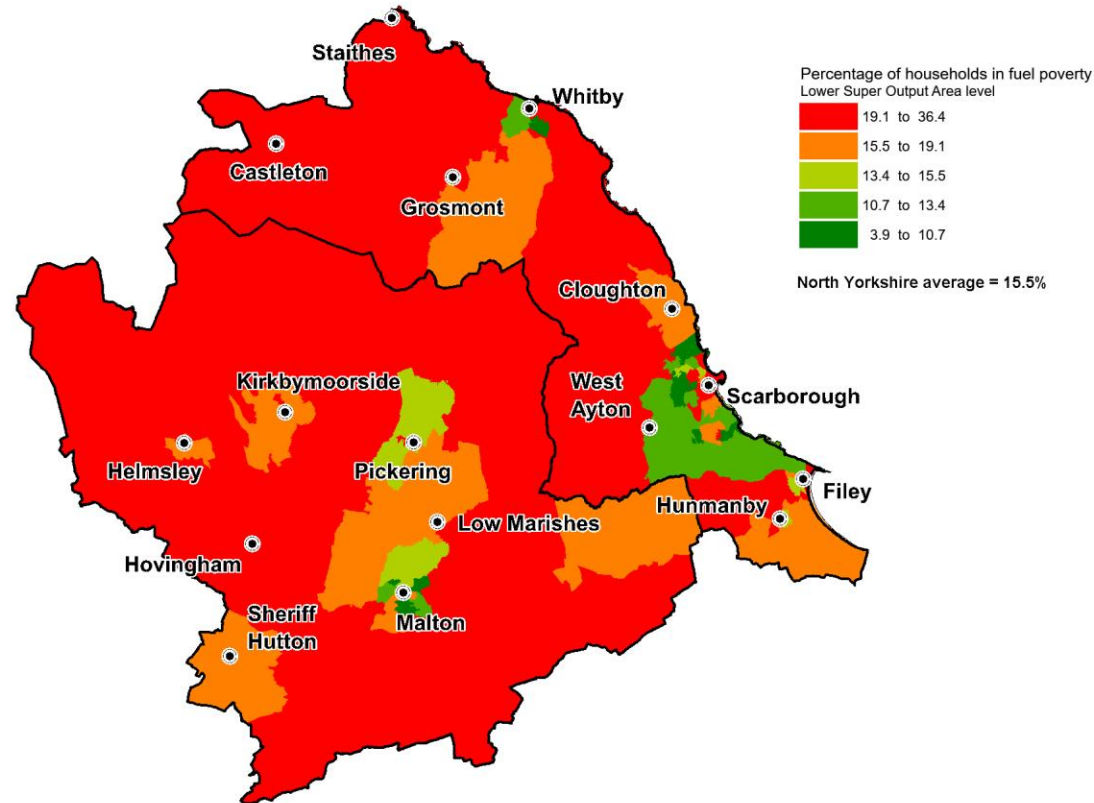 Staithes
Whitby
Castleton
Grosmont
Cloughton
Kirkbymoorside
West
Ayton
Scarborough
Helmsley
Pickering
Filey
Hunmanby
Low Marishes
Hovingham
Sheriff
Hutton
Malton
Percentage of households in fuel poverty
Lower Super Output Area level
19.1 to 36.4
15.5 to 19.1
13.4 to 15.5
10.7 to 13.4
3.9 to 10.7
North Yorkshire average = 15.5%